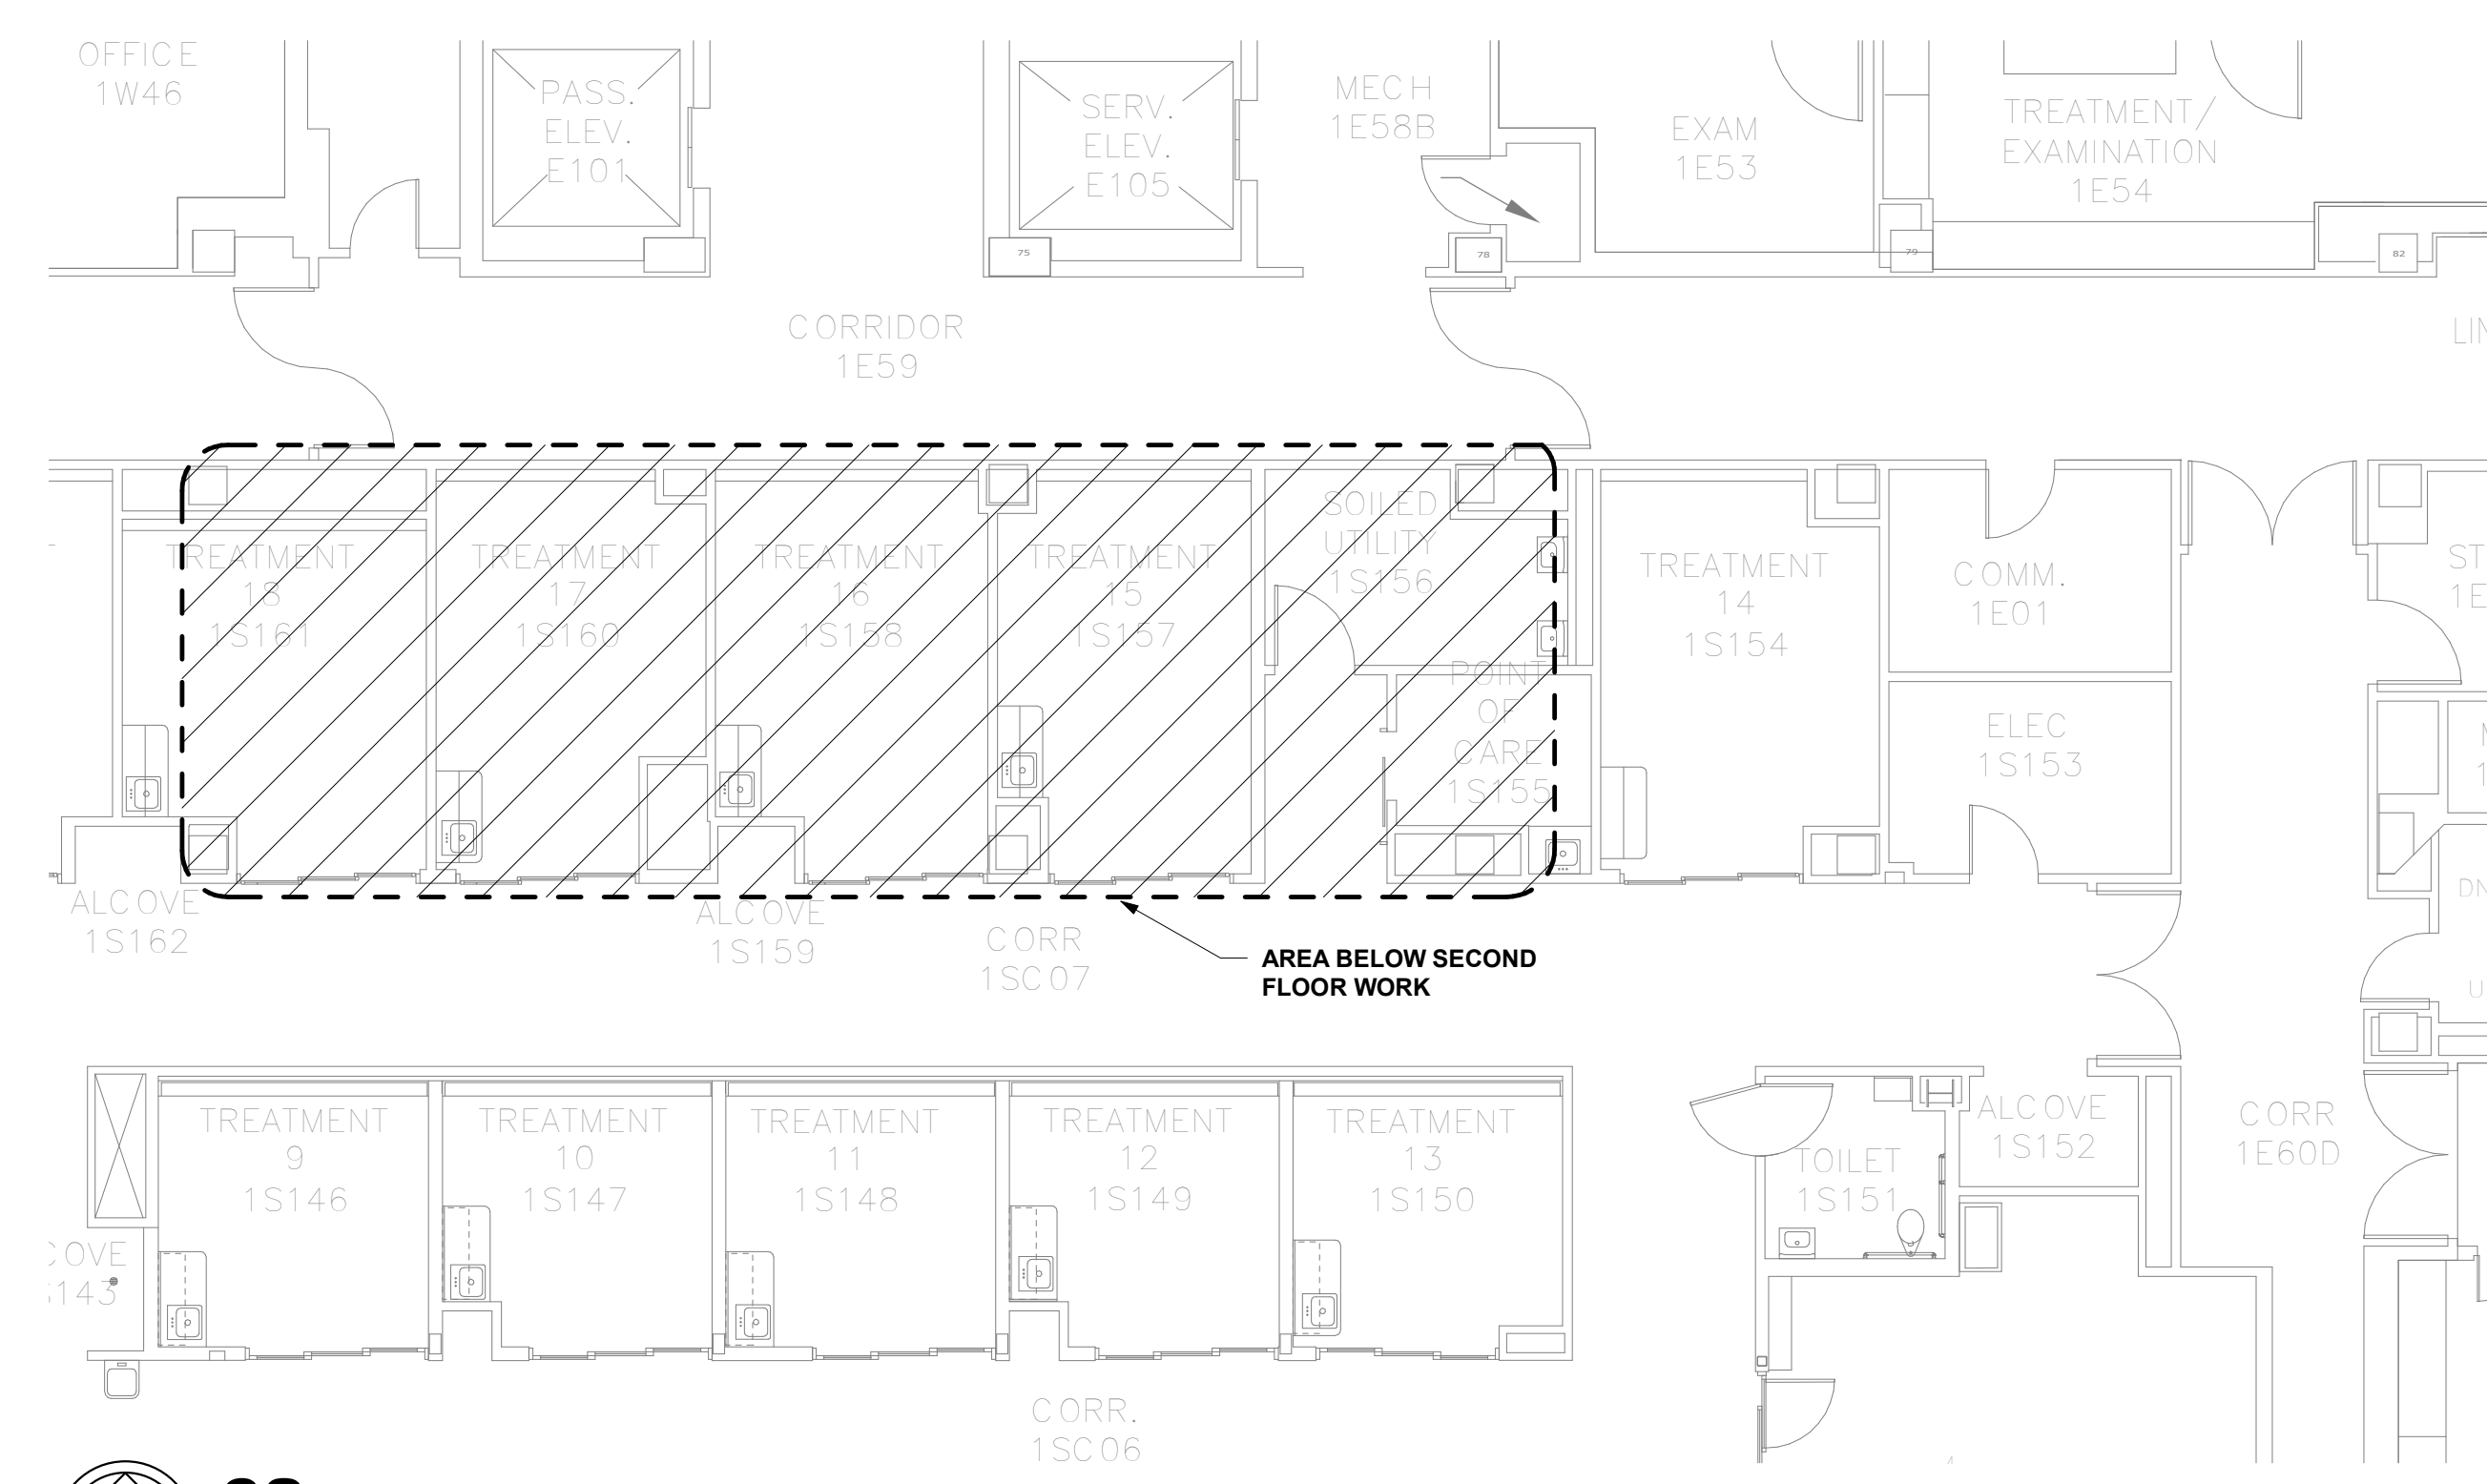 OFFICE
1W46
PASS.
ELEV.
E101
SERV.
ELEV.
E105
MECH
1E58B
EXAM
1E53
TREATMENT/
EXAMINATION
1E54
75
78
79
82
CORRIDOR
1E59
TREATMENT
18
1S161
TREATMENT
17
1S160
TREATMENT
16
1S158
TREATMENT
15
1S157
SOILED
UTILITY
1S156
POINT
OF
CARE
1S155
TREATMENT
14
1S154
COMM.
1E01
ELEC
1S153
ALCOVE
1S162
ALCOVE
1S159
CORR
1SC07
AREA BELOW SECOND
FLOOR WORK
TREATMENT
9
1S146
TREATMENT
10
1S147
TREATMENT
11
1S148
TREATMENT
12
1S149
TREATMENT
13
1S150
TOILET
1S151
ALCOVE
1S152
CORR
1E60D
CORR.
1SC06